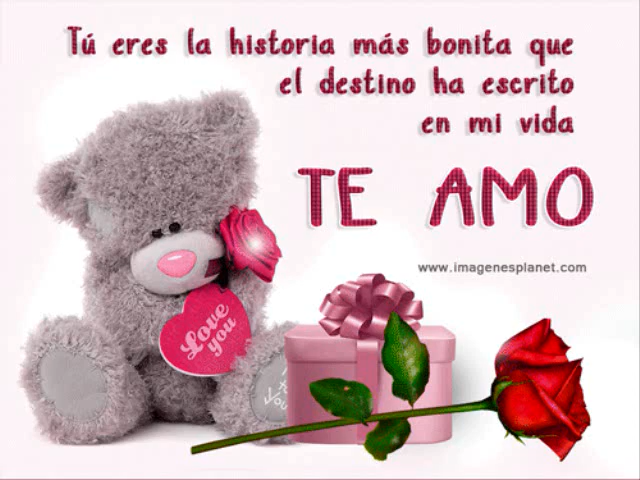 Tú eres la historia más bonita que
el destino ha escrito
en mi vida
TE AMO
www.imagenesplanet.com
Love
you